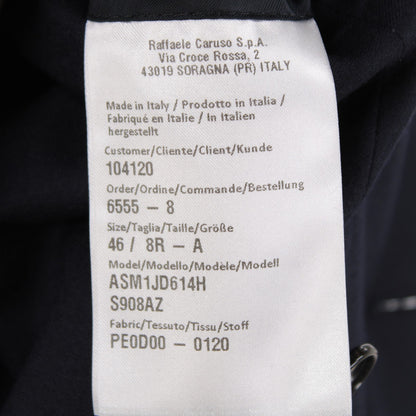 Raffaele Caruso S.p.A.
Via Croce Rossa, 2
43019 SORAGNA (PR) ITALY
Made in Italy / Prodotto in Italia /
Fabriqué en Italie / In Italien
hergestellt
Customer/Cliente/Client/Kunde
104120
Order/Ordine/Commande/Bestellung
6555 - 8
Size/Taglia/Taille/Größe
46 / 8R - A
Model/Modello/Modèle/Modell
ASM1JD614H
S908AZ
Fabric/Tessuto/Tissu/Stoff
PE0D00 - 0120